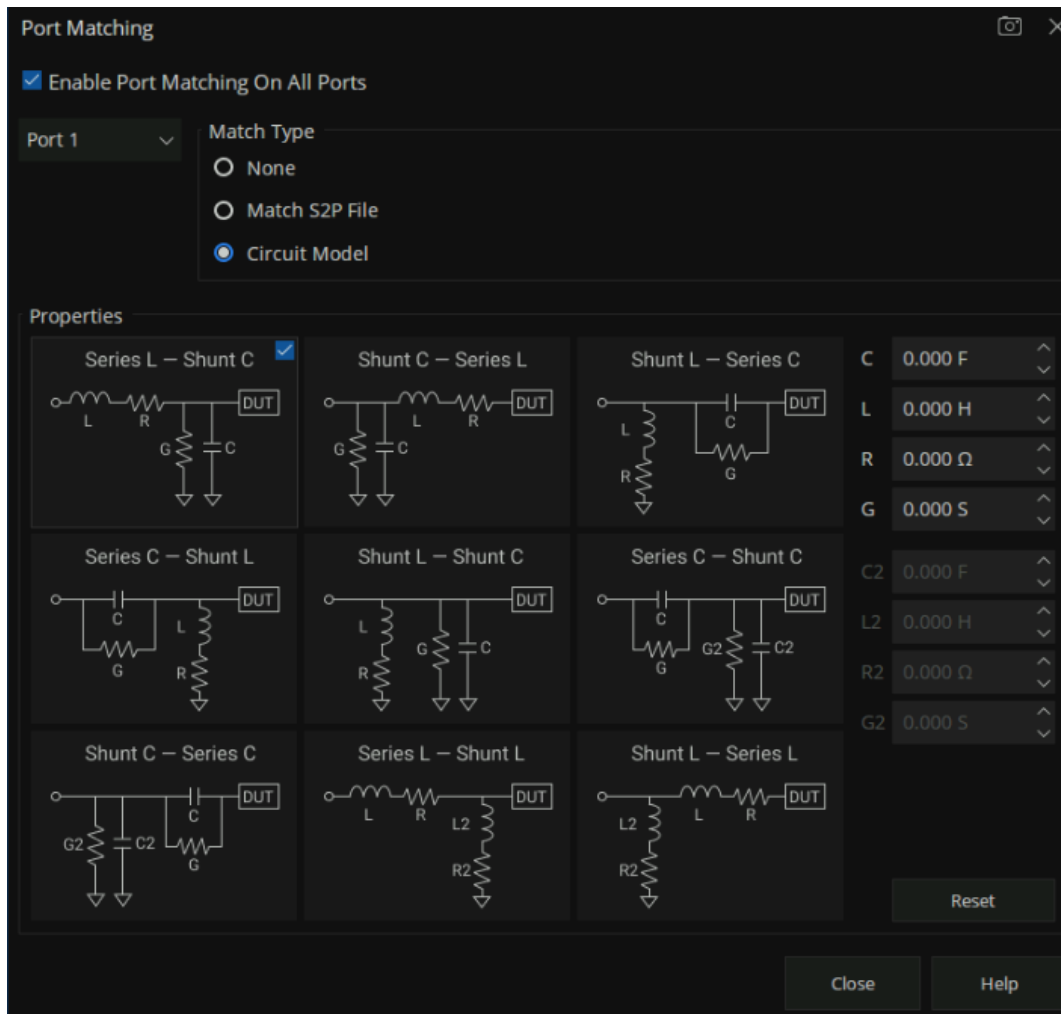 Port Matching
Enable Port Matching On All Ports
Port 1
Match Type
None
Match S2P File
Circuit Model
Properties
Series L — Shunt C
L
R
G
C
DUT
Shunt C — Series L
G
C
L
R
DUT
Shunt L — Series C
L
R
C
G
DUT
Series C — Shunt L
C
G
L
R
DUT
Shunt L — Shunt C
L
R
G
C
DUT
Series C — Shunt C
C
G
G2
C2
DUT
Shunt C — Series C
G2
C2
C
G
DUT
Series L — Shunt L
L
R
L2
R2
DUT
Shunt L — Series L
L2
R2
L
R
DUT
C 0.000 F
L 0.000 H
R 0.000 Ω
G 0.000 S
C2 0.000 F
L2 0.000 H
R2 0.000 Ω
G2 0.000 S
Reset
Close
Help